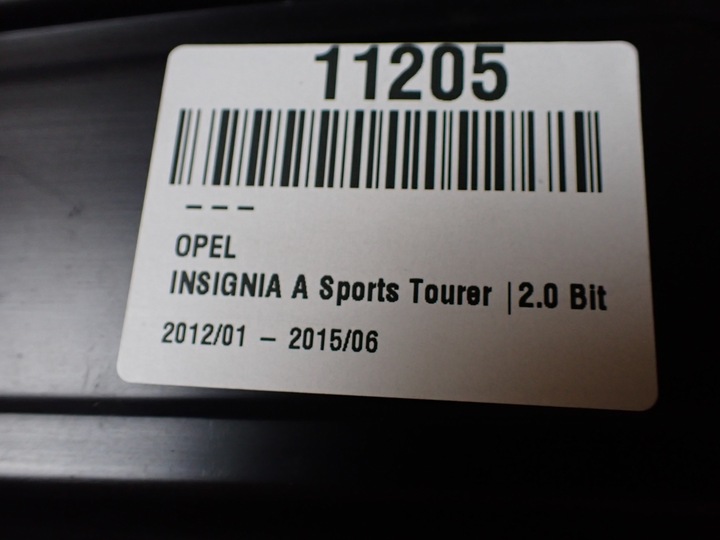 11205
– – –
OPEL
INSIGNIA A Sports Tourer | 2.0 Bit
2012/01 – 2015/06